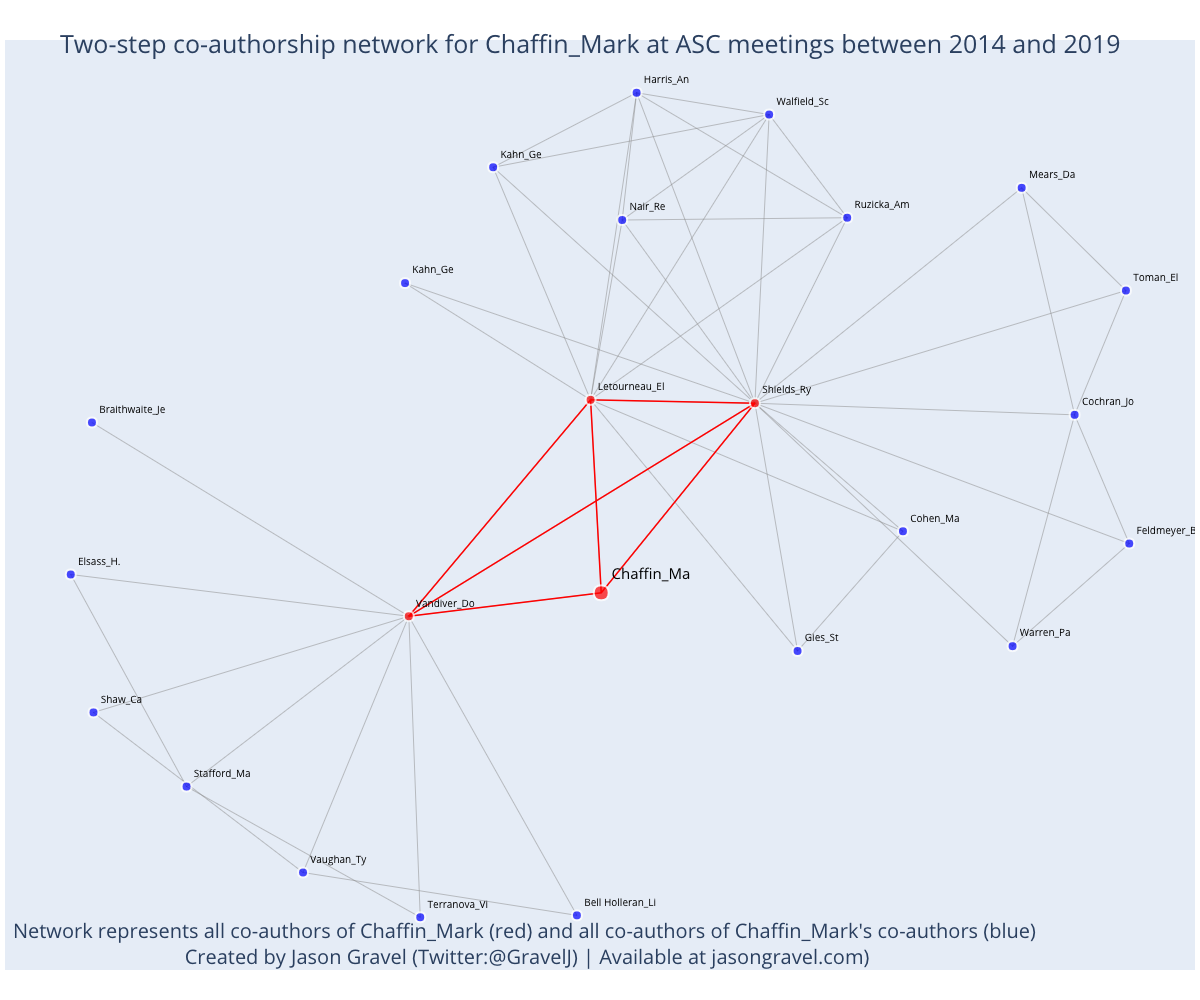 Two-step co-authorship network for Chaffin_Mark at ASC meetings between 2014 and 2019
Harris_An
Walfield_Sc
Kahn_Ge
Mears_Da
Nair_Re
Ruzicka_Am
Kahn_Ge
Toman_El
Letourneau_El
Shields_Ry
Braithwaite_Je
Cochran_Jo
Cohen_Ma
Feldmeyer_B
Elsass_H.
Chaffin_Ma
Vandiver_Do
Gies_St
Warren_Pa
Shaw_Ca
Stafford_Ma
Vaughan_Ty
Terranova_Vi
Bell Holleran_Li
Network represents all co-authors of Chaffin_Mark (red) and all co-authors of Chaffin_Mark's co-authors (blue)
Created by Jason Gravel (Twitter:@GravelJ) | Available at jasongravel.com)